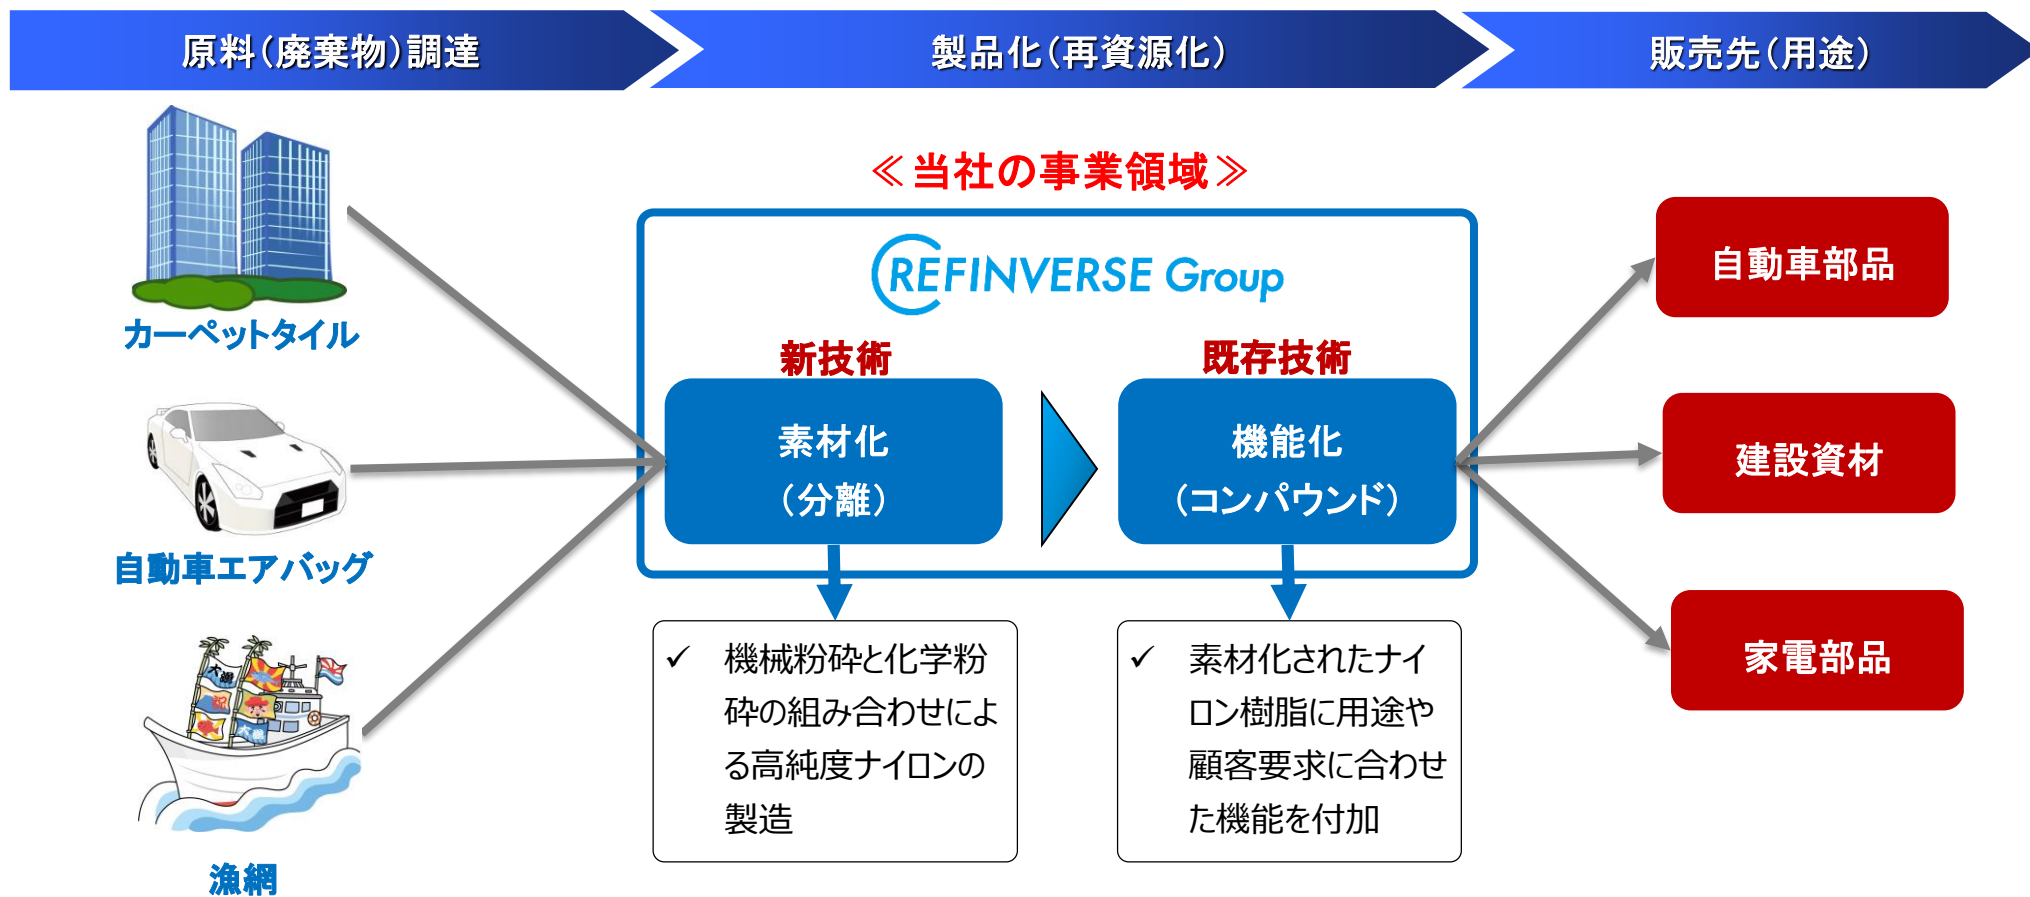 原料（廃棄物）調達
製品化（再資源化）
販売先（用途）
≪当社の事業領域≫
REFINVERSE Group
カーペットタイル
自動車エアバッグ
大漁
祝
大漁
漁網
新技術
素材化
（分離）
既存技術
機能化
（コンパウンド）
✓ 機械粉砕と化学粉
砕の組み合わせによ
る高純度ナイロンの
製造
✓ 素材化されたナイ
ロン樹脂に用途や
顧客要求に合わせ
た機能を付加
自動車部品
建設資材
家電部品